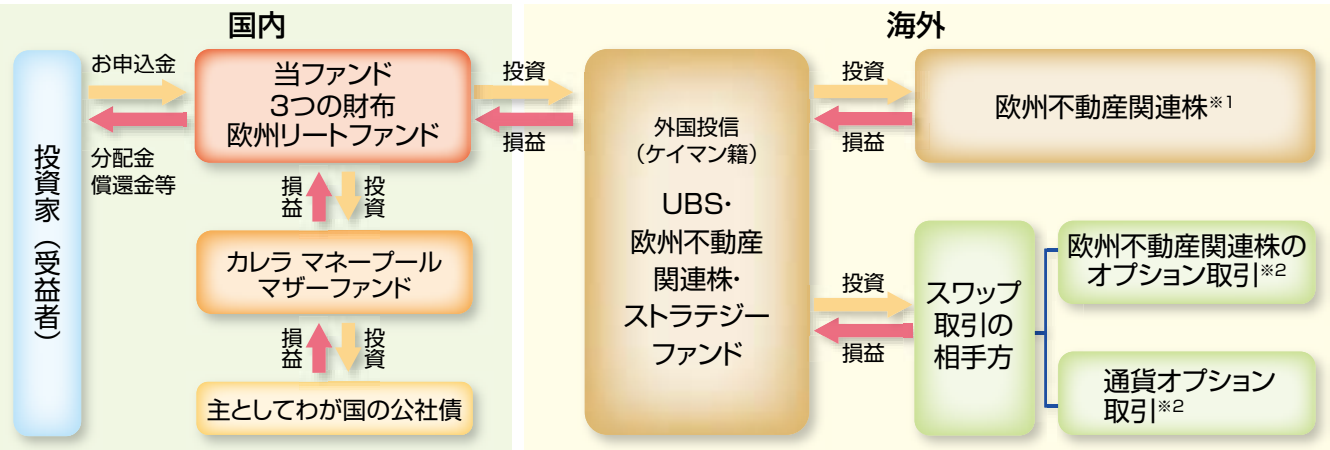 国内
海外
投資家（受益者）
お申込金
分配金
償還金等
当ファンド
3つの財布
欧州リートファンド
損益
投資
カレラ マネープール
マザーファンド
損益
投資
主としてわが国の公社債
投資
損益
外国投信
（ケイマン籍）
UBS・
欧州不動産
関連株・
ストラテジー
ファンド
投資
損益
欧州不動産関連株※1
投資
損益
スワップ
取引の
相手方
欧州不動産関連株の
オプション取引※2
通貨オプション
取引※2